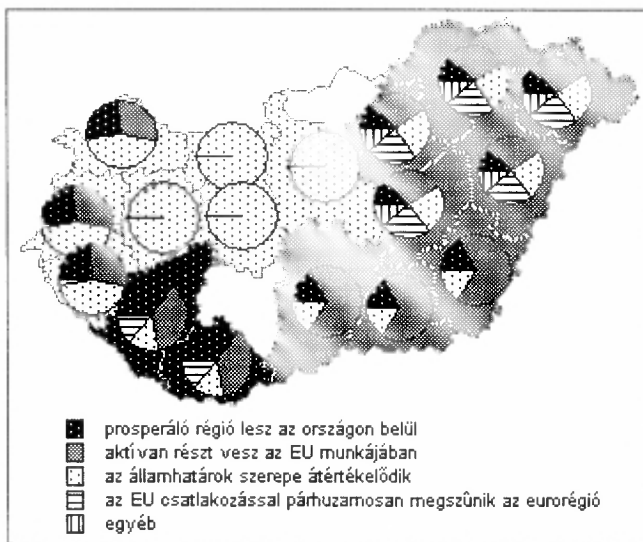 prosperáló régió lesz az országon belül
aktívan részt vesz az EU munkájában
az államhatárok szerepe átértékelődik
az EU csatlakozással párhuzamosan megszûnik az eurorégió
egyéb